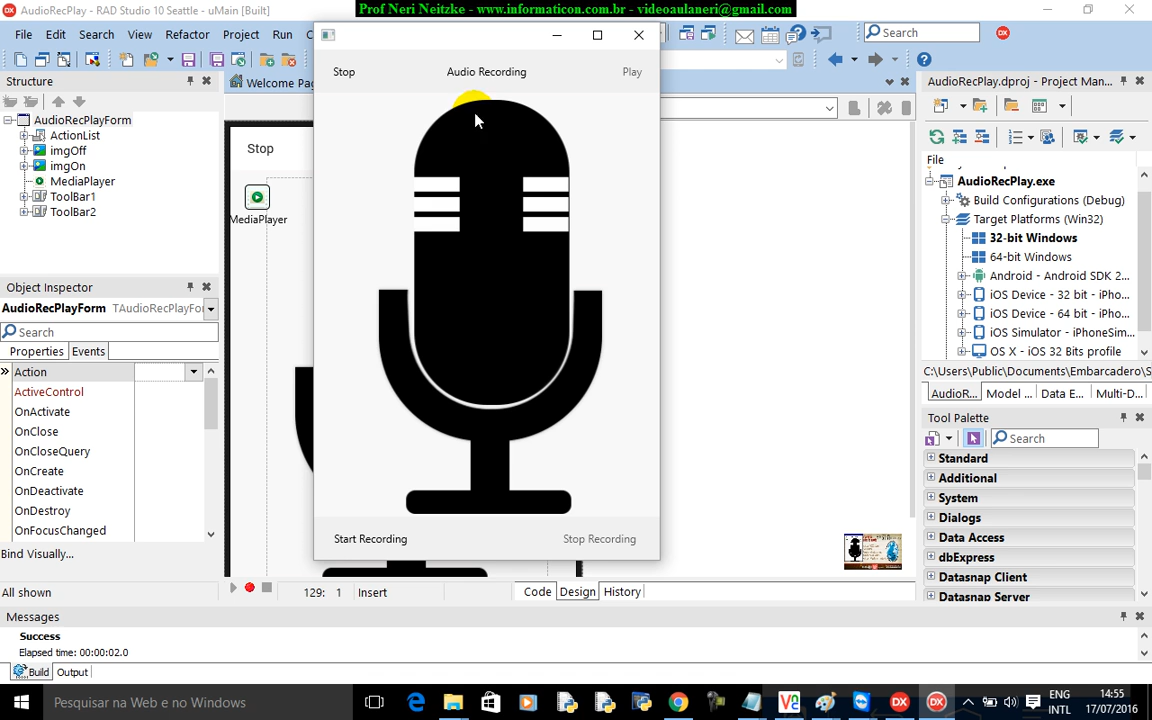 AudioRecPlay - RAD Studio 10 Seattle - uMain [Built]
Prof Neri Neitzke - www.informaticon.com.br - videoaulaneri@gmail.com
File Edit Search View Refactor Project Run
Search
Structure
AudioRecPlayForm
ActionList
imgOff
imgOn
MediaPlayer
ToolBar1
ToolBar2
Object Inspector
AudioRecPlayForm TAudioRecPlayFo
Search
Properties Events
Action
ActiveControl
OnActivate
OnClose
OnCloseQuery
OnCreate
OnDeactivate
OnDestroy
OnFocusChanged
Bind Visually...
All shown
Welcome Pa
Stop
MediaPlayer
Stop Audio Recording Play
Start Recording Stop Recording
129: 1 Insert
Code Design History
AudioRecPlay.dproj - Project Man...
File
AudioRecPlay.exe
Build Configurations (Debug)
Target Platforms (Win32)
32-bit Windows
64-bit Windows
Android - Android SDK 2...
iOS Device - 32 bit - iPho...
iOS Device - 64 bit - iPho...
iOS Simulator - iPhoneSim...
OS X - iOS 32 Bits profile
C:\Users\Public\Documents\Embarcadero\S
AudioR... Model ... Data E... Multi-D...
Tool Palette
Search
Standard
Additional
System
Dialogs
Data Access
dbExpress
Datasnap Client
Datasnap Server
Messages
Success
Elapsed time: 00:00:02.0
Build Output
Pesquisar na Web e no Windows
ENG
INTL
14:55
17/07/2016